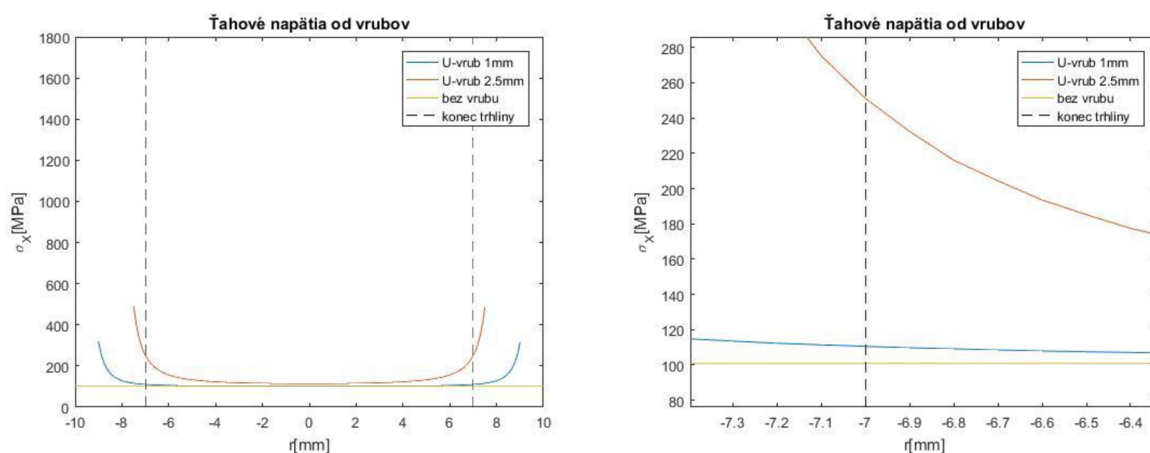 Ťahové napätia od vrubov
1800
1600
1400
1200
1000
800
600
400
200
0
σX[MPa]
-10 -8 -6 -4 -2 0 2 4 6 8 10
r[mm]
U-vrub 1mm
U-vrub 2.5mm
bez vrubu
konec trhliny
Ťahové napätia od vrubov
280
260
240
220
200
180
160
140
120
100
80
σX[MPa]
-7.3 -7.2 -7.1 -7 -6.9 -6.8 -6.7 -6.6 -6.5 -6.4
r[mm]
U-vrub 1mm
U-vrub 2.5mm
bez vrubu
konec trhliny